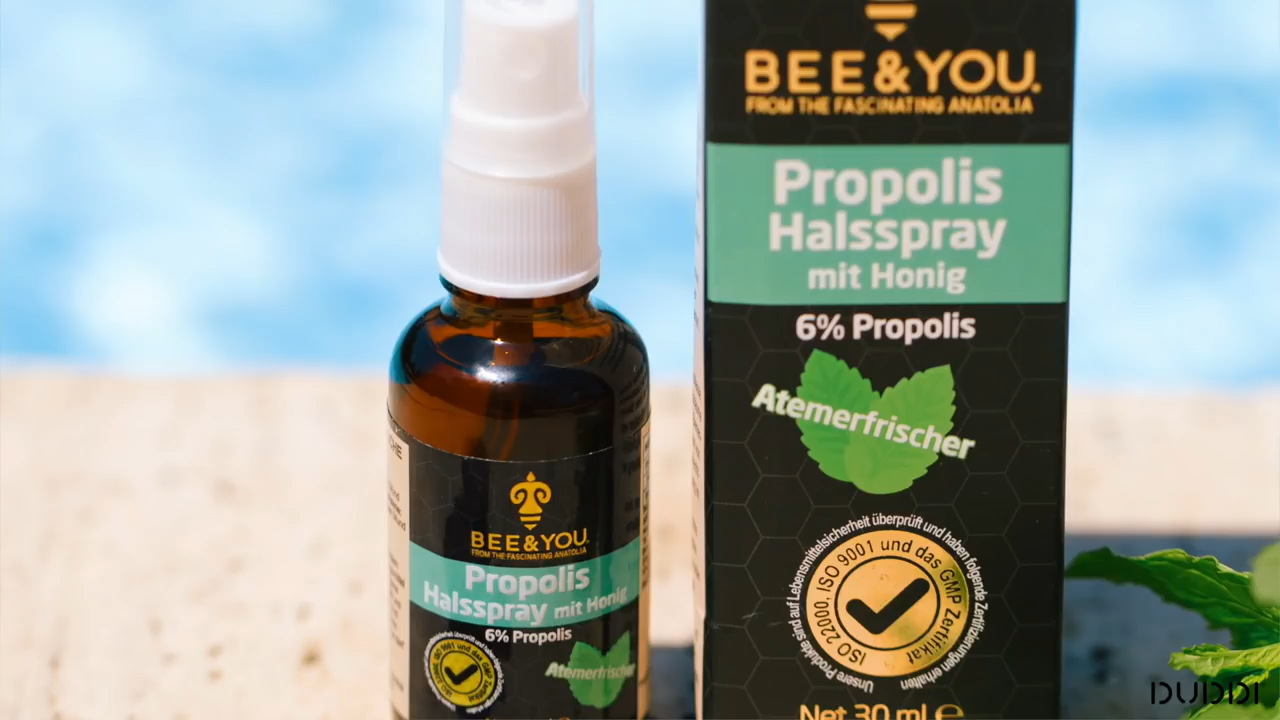 BEE&YOU.
FROM THE FASCINATING ANATOLIA
Propolis
Halsspray
mit Honig
6% Propolis
Atemerfrischer
Unsere Produkte sind auf Lebensmittelsicherheit überprüft und haben folgende Zertifizierungen erhalten
ISO 22000, ISO 9001 und das GMP Zertifikat
Net 30 ml e
BEE&YOU.
FROM THE FASCINATING ANATOLIA
Propolis
Halsspray mit Honig
6% Propolis
Atemerfrischer
DUDDI